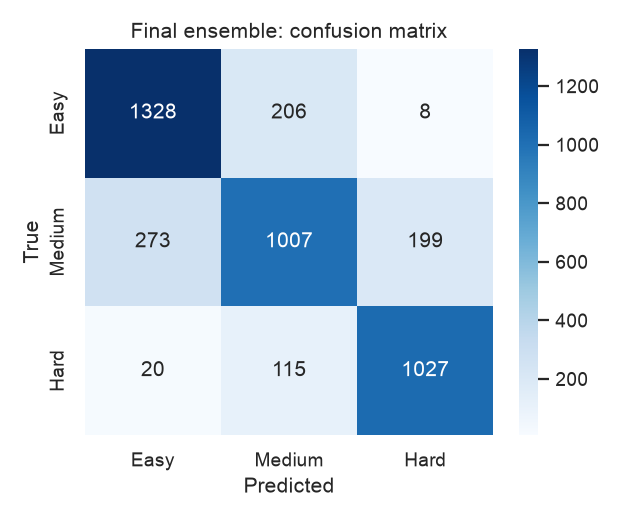 Final ensemble: confusion matrix
Easy 1328 206 8
Medium 273 1007 199
Hard 20 115 1027
True
Easy Medium Hard
Predicted
1200
1000
800
600
400
200